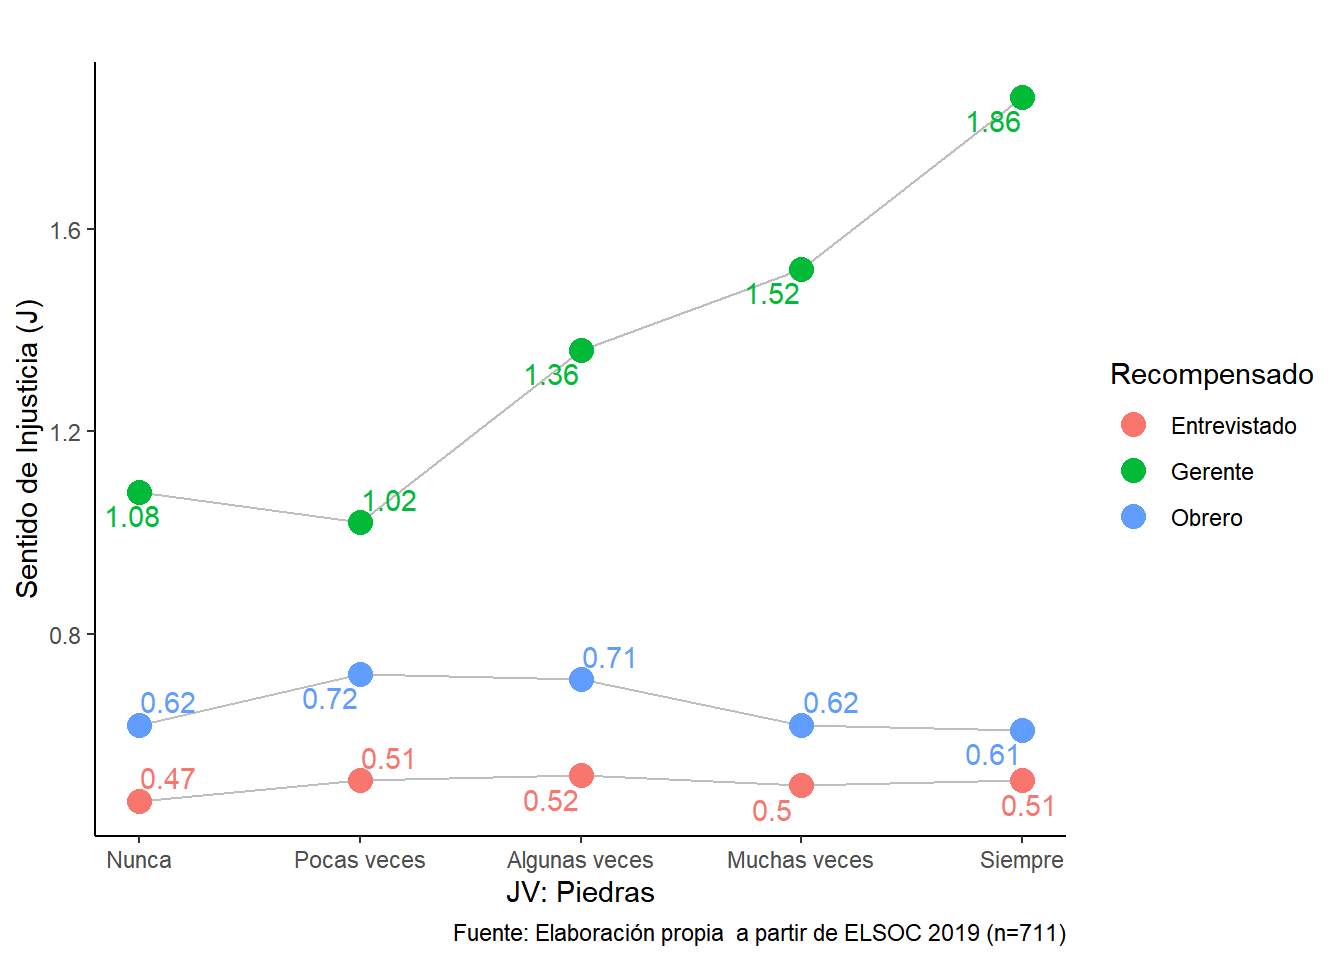 1.86
1.6
1.52
1.36
Sentido de Injusticia (J)
Recompensado
Entrevistado
1.2
Gerente
1.02
1.08
Obrero
0.8
0.71
0.62
0.72
0.62
0.61
0.51
0.47
0.52
0.5
0.51
Nunca Pocas veces Algunas veces Muchas veces Siempre
JV: Piedras
Fuente: Elaboración propia  a partir de ELSOC 2019 (n=711)